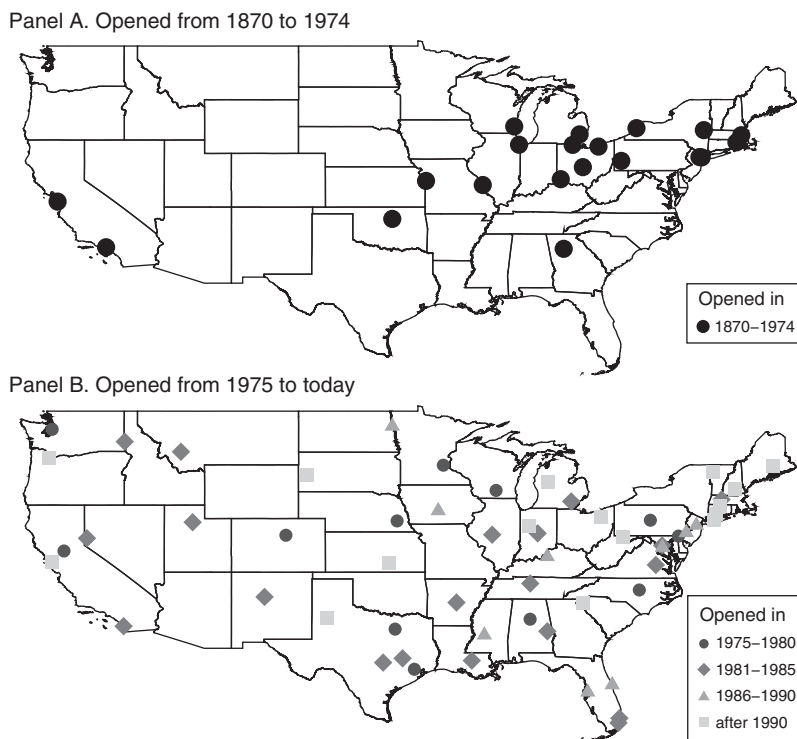 Panel A. Opened from 1870 to 1974
Opened in
1870–1974
Panel B. Opened from 1975 to today
Opened in
1975–1980
1981–1985
1986–1990
after 1990